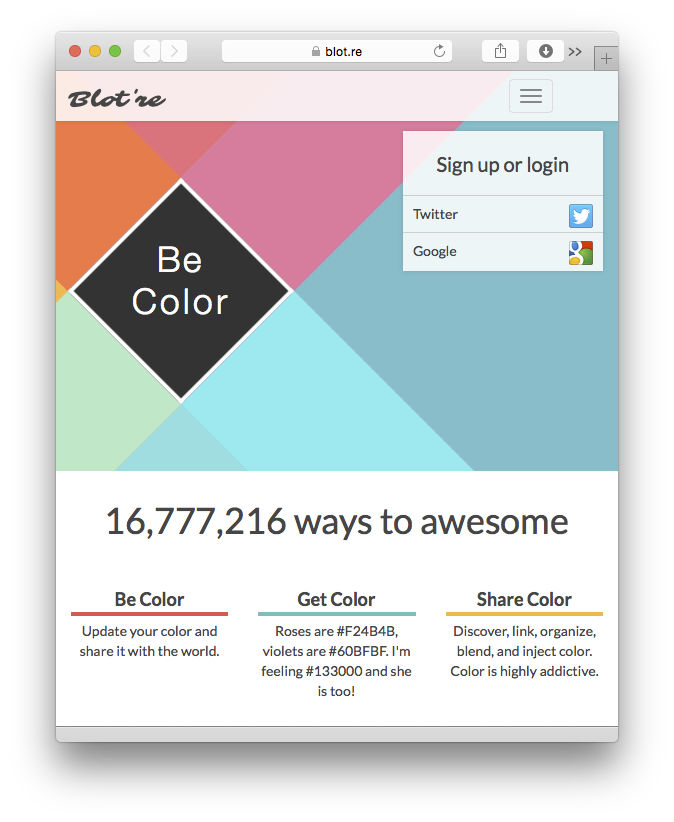 blot.re
Blot're
Sign up or login
Twitter
Google
Be
Color
16,777,216 ways to awesome
Be Color
Update your color and
share it with the world.
Get Color
Roses are #F24B4B,
violets are #60BFBF. I'm
feeling #133000 and she
is too!
Share Color
Discover, link, organize,
blend, and inject color.
Color is highly addictive.